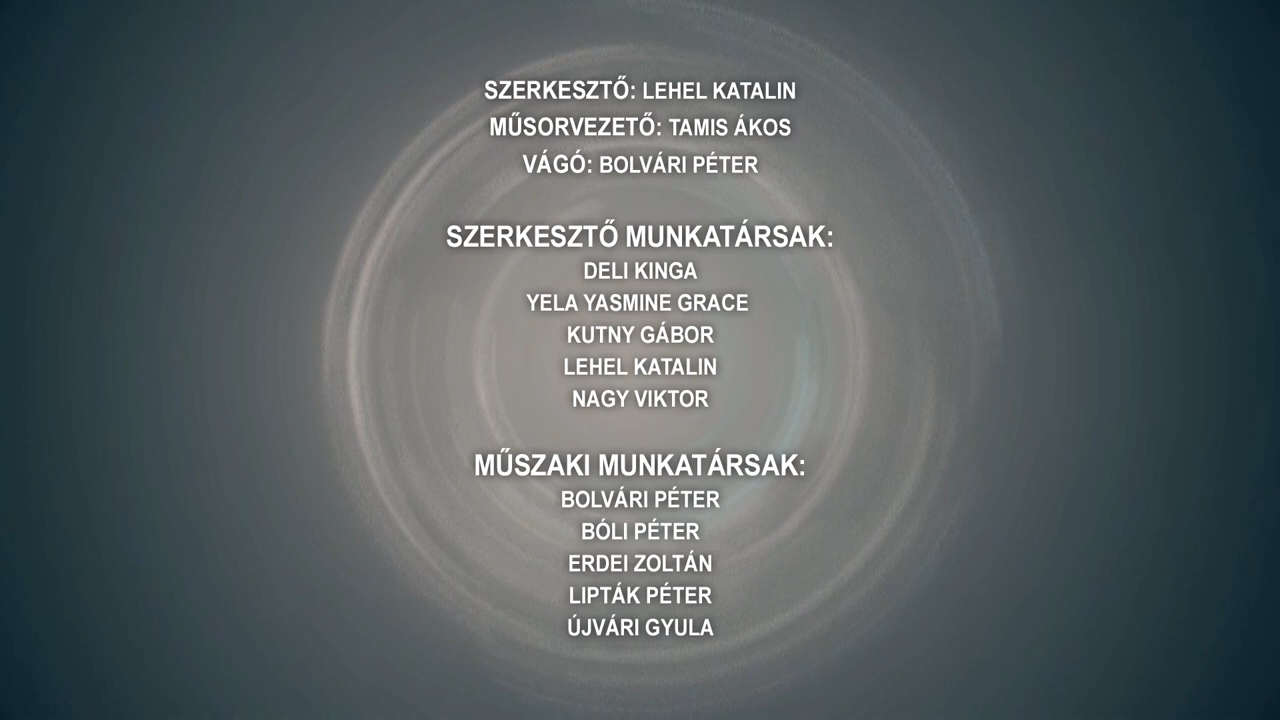 SZERKESZTŐ: LEHEL KATALIN
MŰSORVEZETŐ: TAMIS ÁKOS
VÁGÓ: BOLVÁRI PÉTER
SZERKESZTŐ MUNKATÁRSAK:
DELI KINGA
YELA YASMINE GRACE
KUTNY GÁBOR
LEHEL KATALIN
NAGY VIKTOR
MŰSZAKI MUNKATÁRSAK:
BOLVÁRI PÉTER
BÓLI PÉTER
ERDEI ZOLTÁN
LIPTÁK PÉTER
ÚJVÁRI GYULA